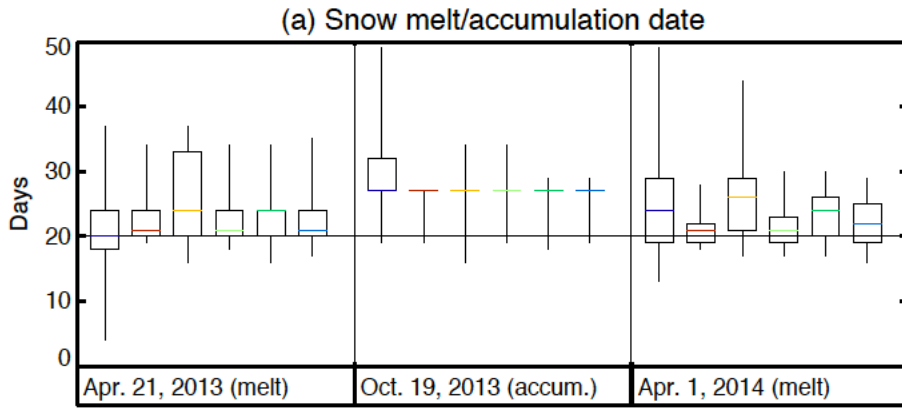 (a) Snow melt/accumulation date
50
40
30
20
10
0
Days
Apr. 21, 2013 (melt)
Oct. 19, 2013 (accum.)
Apr. 1, 2014 (melt)